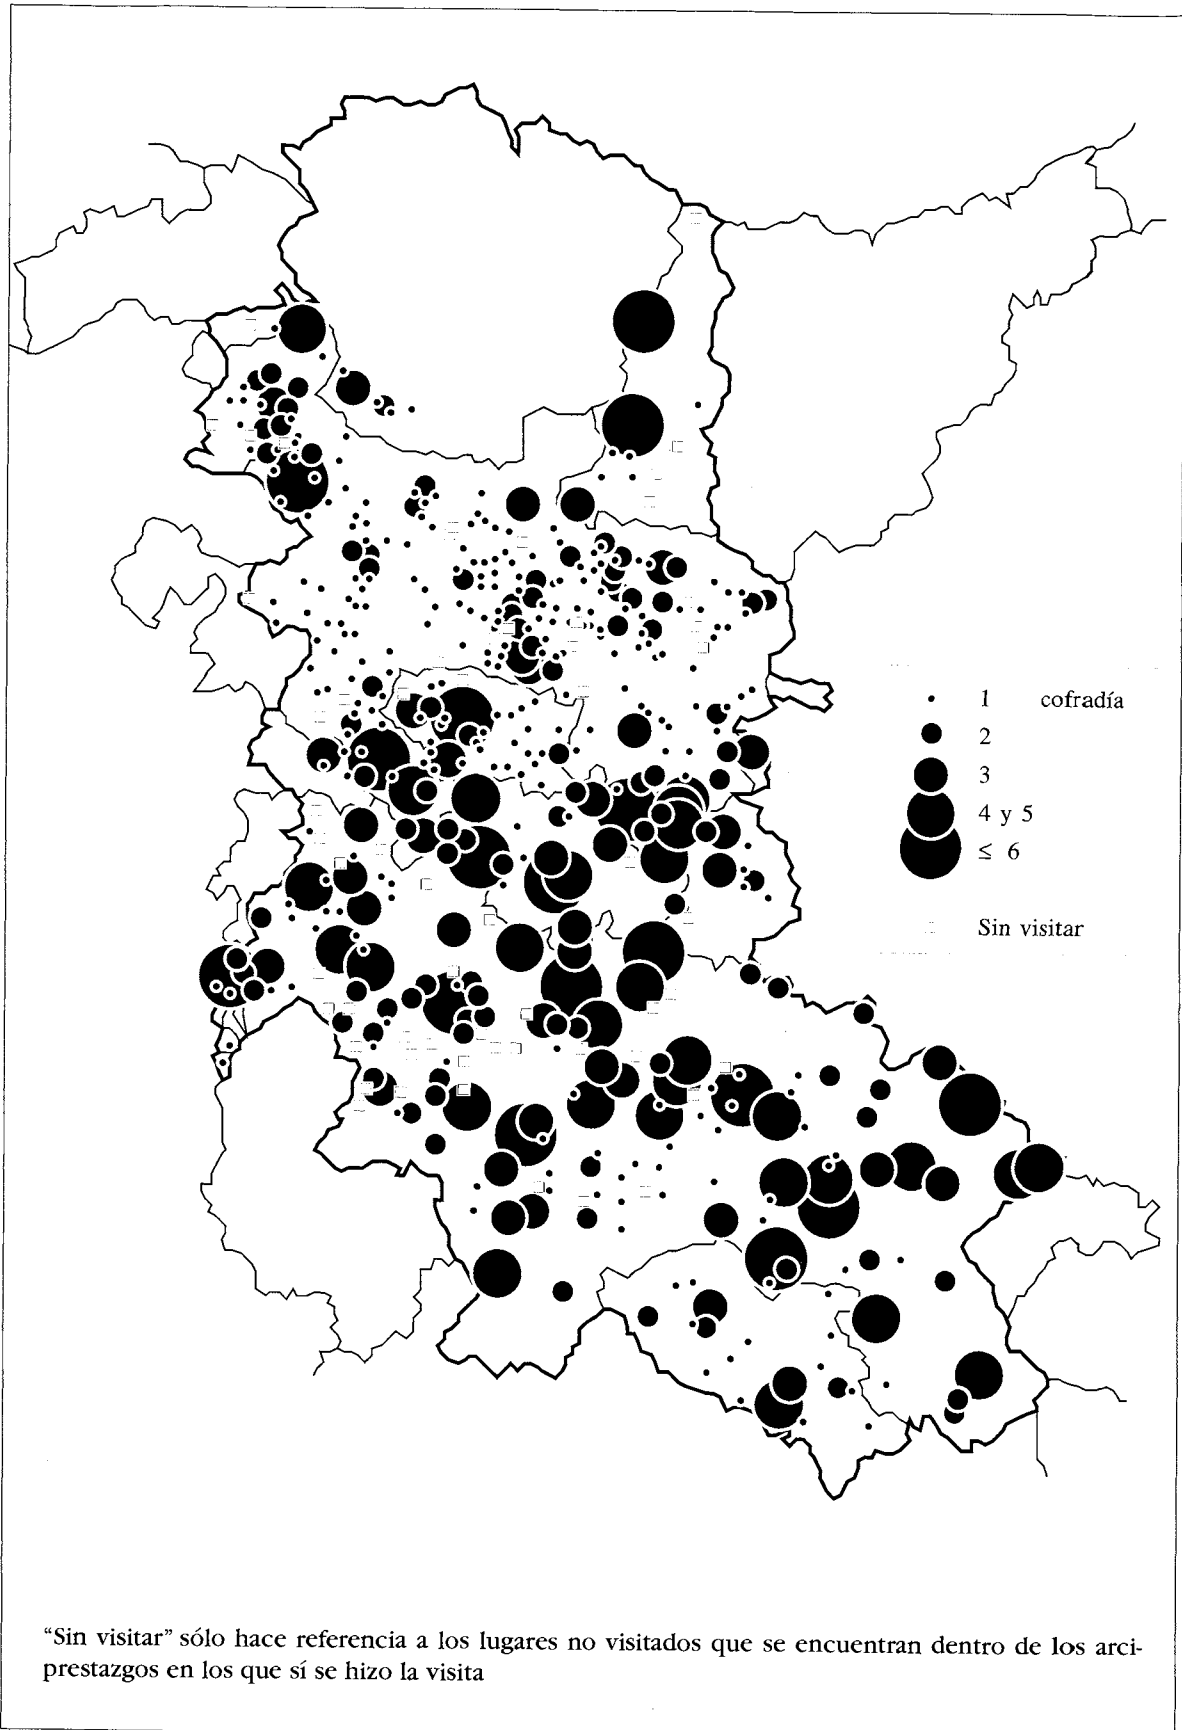 1 cofradía
2
3
4 y 5
≤ 6
Sin visitar
“Sin visitar” sólo hace referencia a los lugares no visitados que se encuentran dentro de los arci-
prestazgos en los que sí se hizo la visita